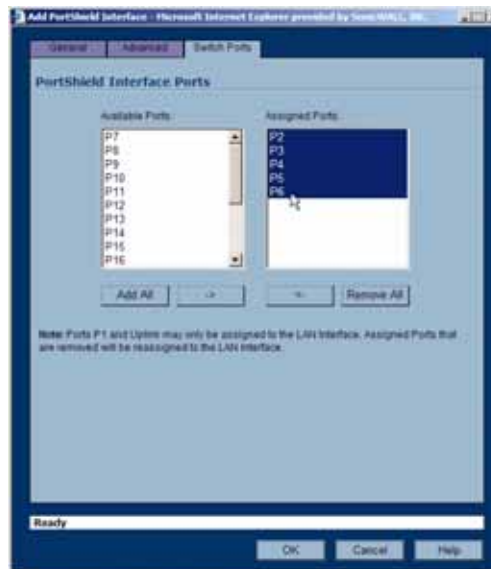 Add PortShield Interface - Microsoft Internet Explorer provided by SonicWALL, INC.
General Advanced Switch Ports
PortShield Interface Ports
Available Ports: Assigned Ports:
P7
P8
P9
P10
P11
P12
P13
P14
P15
P16
P2
P3
P4
P5
P6
Add All -> <- Remove All
Note: Ports P1 and Uplink may only be assigned to the LAN Interface. Assigned Ports that
are removed will be reassigned to the LAN Interface.
Ready
OK Cancel Help